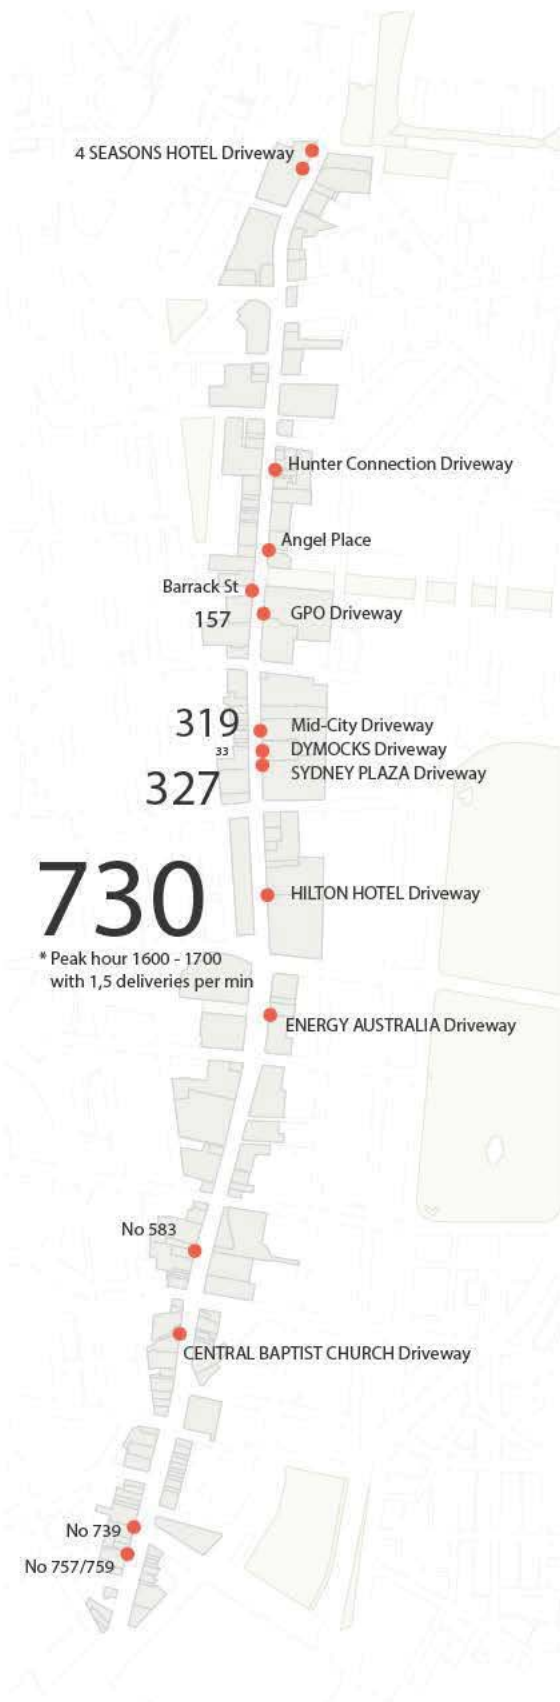 4 SEASONS HOTEL Driveway
Hunter Connection Driveway
Angel Place
Barrack St
157
GPO Driveway
319
Mid-City Driveway
33
DYMOCKS Driveway
327
SYDNEY PLAZA Driveway
730
HILTON HOTEL Driveway
* Peak hour 1600 - 1700
with 1,5 deliveries per min
ENERGY AUSTRALIA Driveway
No 583
CENTRAL BAPTIST CHURCH Driveway
No 739
No 757/759